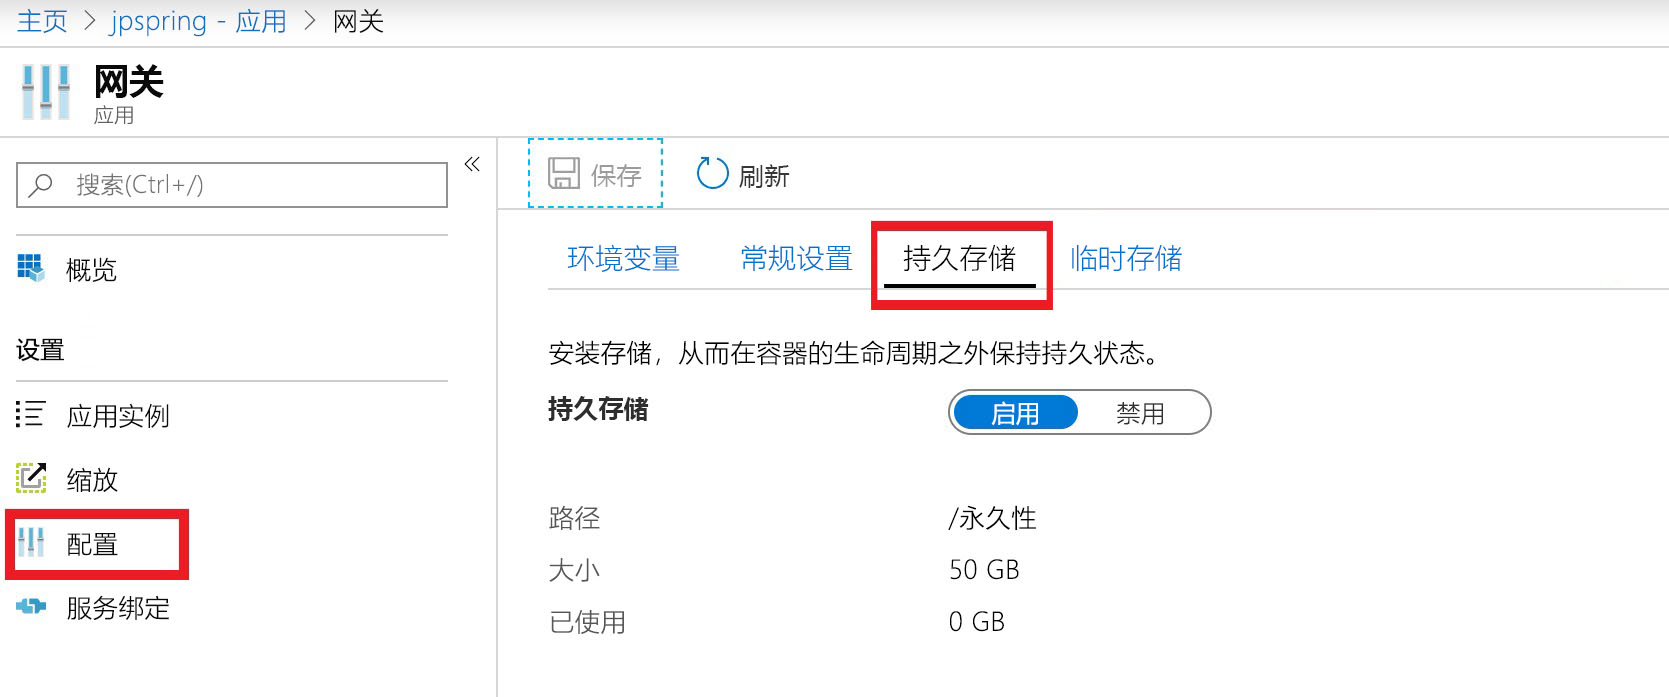 主页 > jpspring - 应用 > 网关
网关
应用
搜索(Ctrl+/)
概览
设置
应用实例
缩放
配置
服务绑定
保存 刷新
环境变量 常规设置 持久存储 临时存储
安装存储，从而在容器的生命周期之外保持持久状态。
持久存储 启用 禁用
路径 /永久性
大小 50 GB
已使用 0 GB